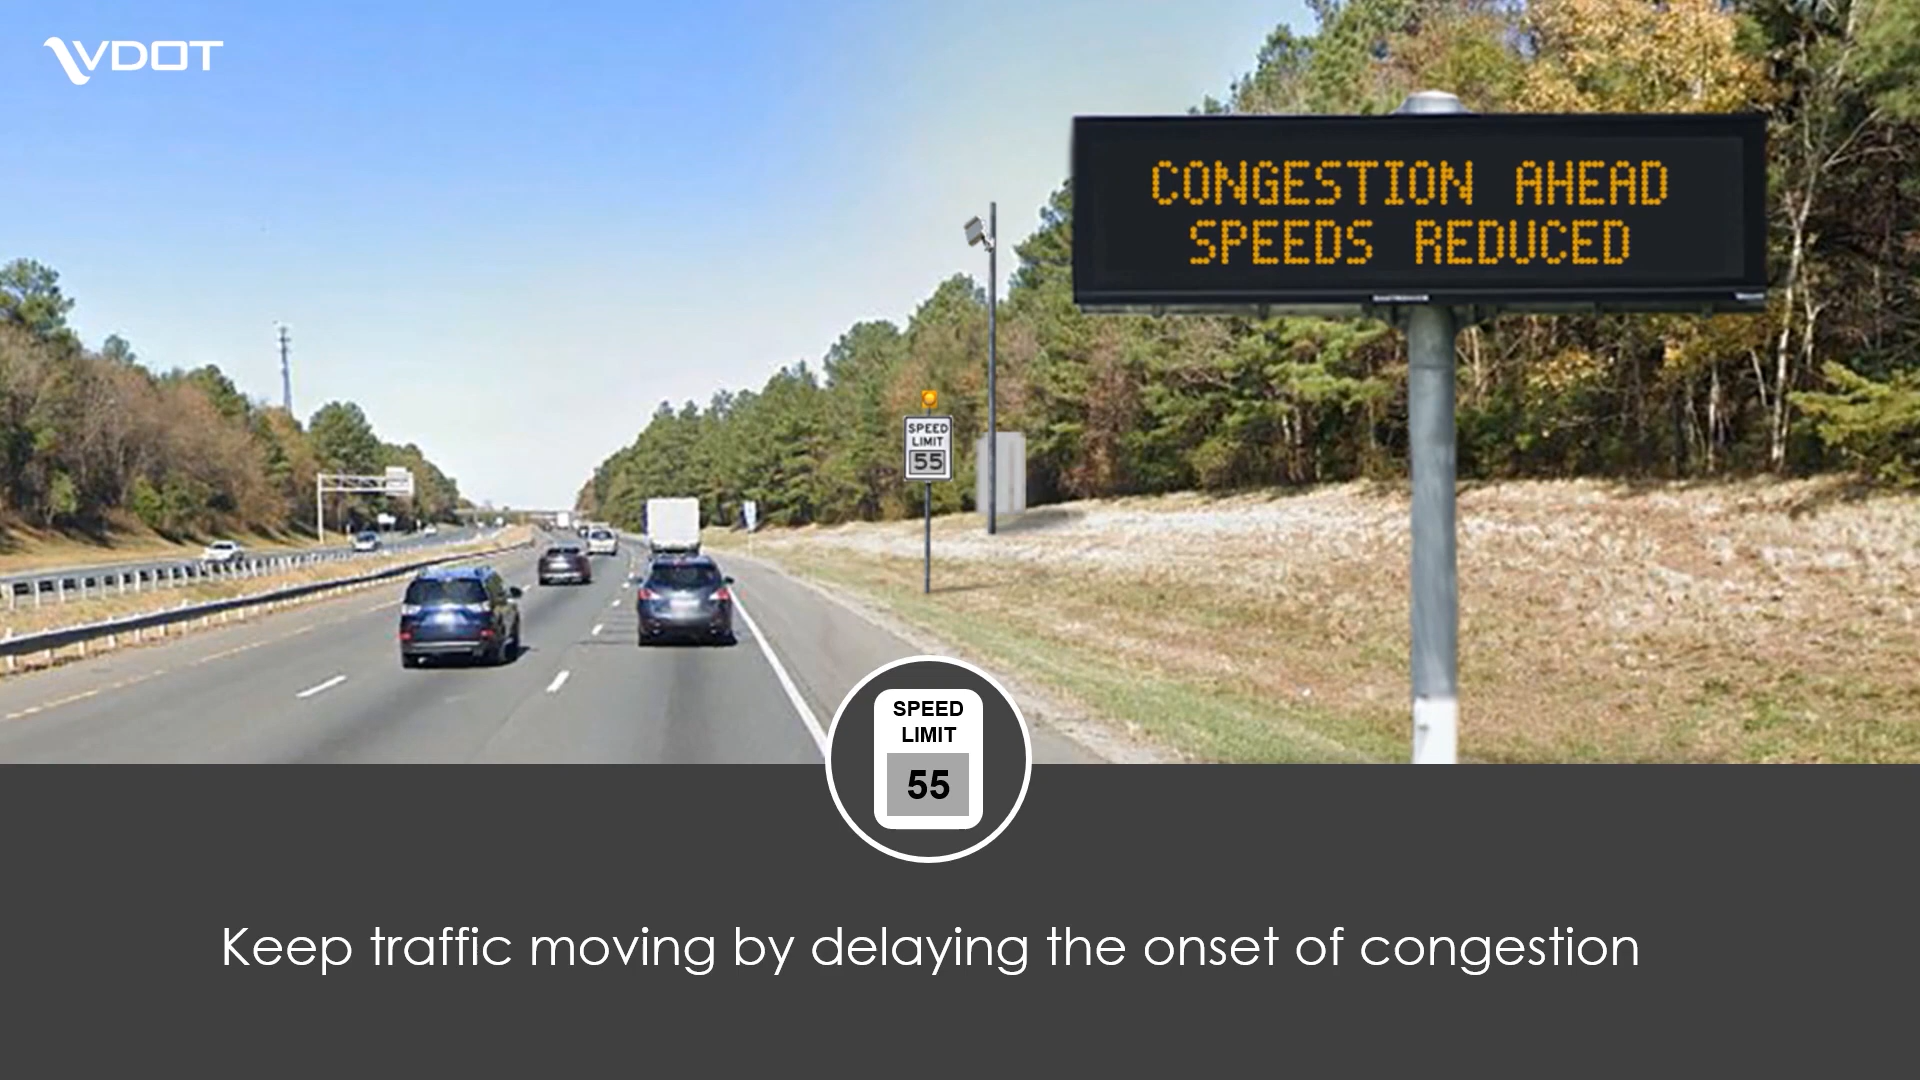 VDOT
CONGESTION AHEAD
SPEEDS REDUCED
SPEED
LIMIT
55
SPEED
LIMIT
55
Keep traffic moving by delaying the onset of congestion